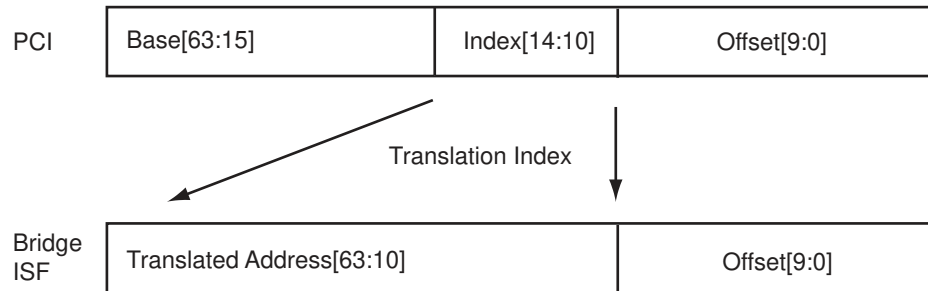 PCI Base[63:15] Index[14:10] Offset[9:0]
Translation Index
Bridge
ISF
Translated Address[63:10] Offset[9:0]